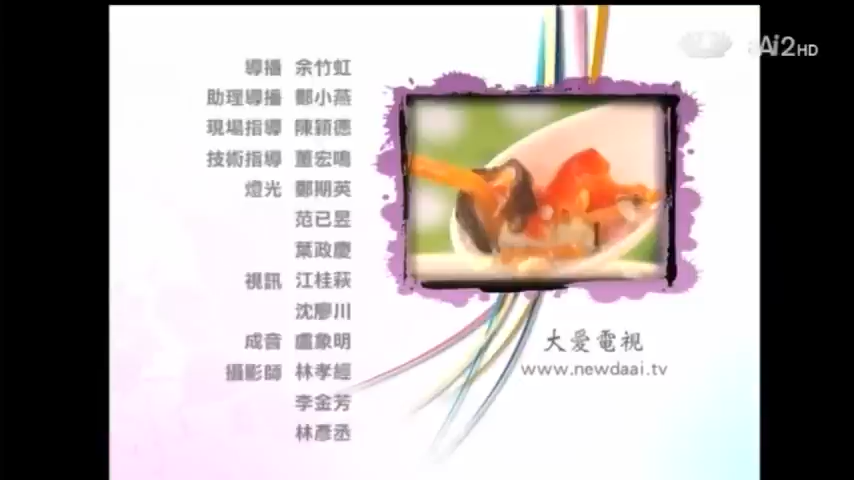 導播 余竹虹
助理導播 鄭小燕
現場指導 陳穎德
技術指導 董宏鳴
燈光 鄭期英
范已昱
葉政慶
視訊 江桂萩
沈廖川
成音 盧象明
攝影師 林孝經
李金芳
林彥丞
大愛電視
www.newdaai.tv
aAi2HD